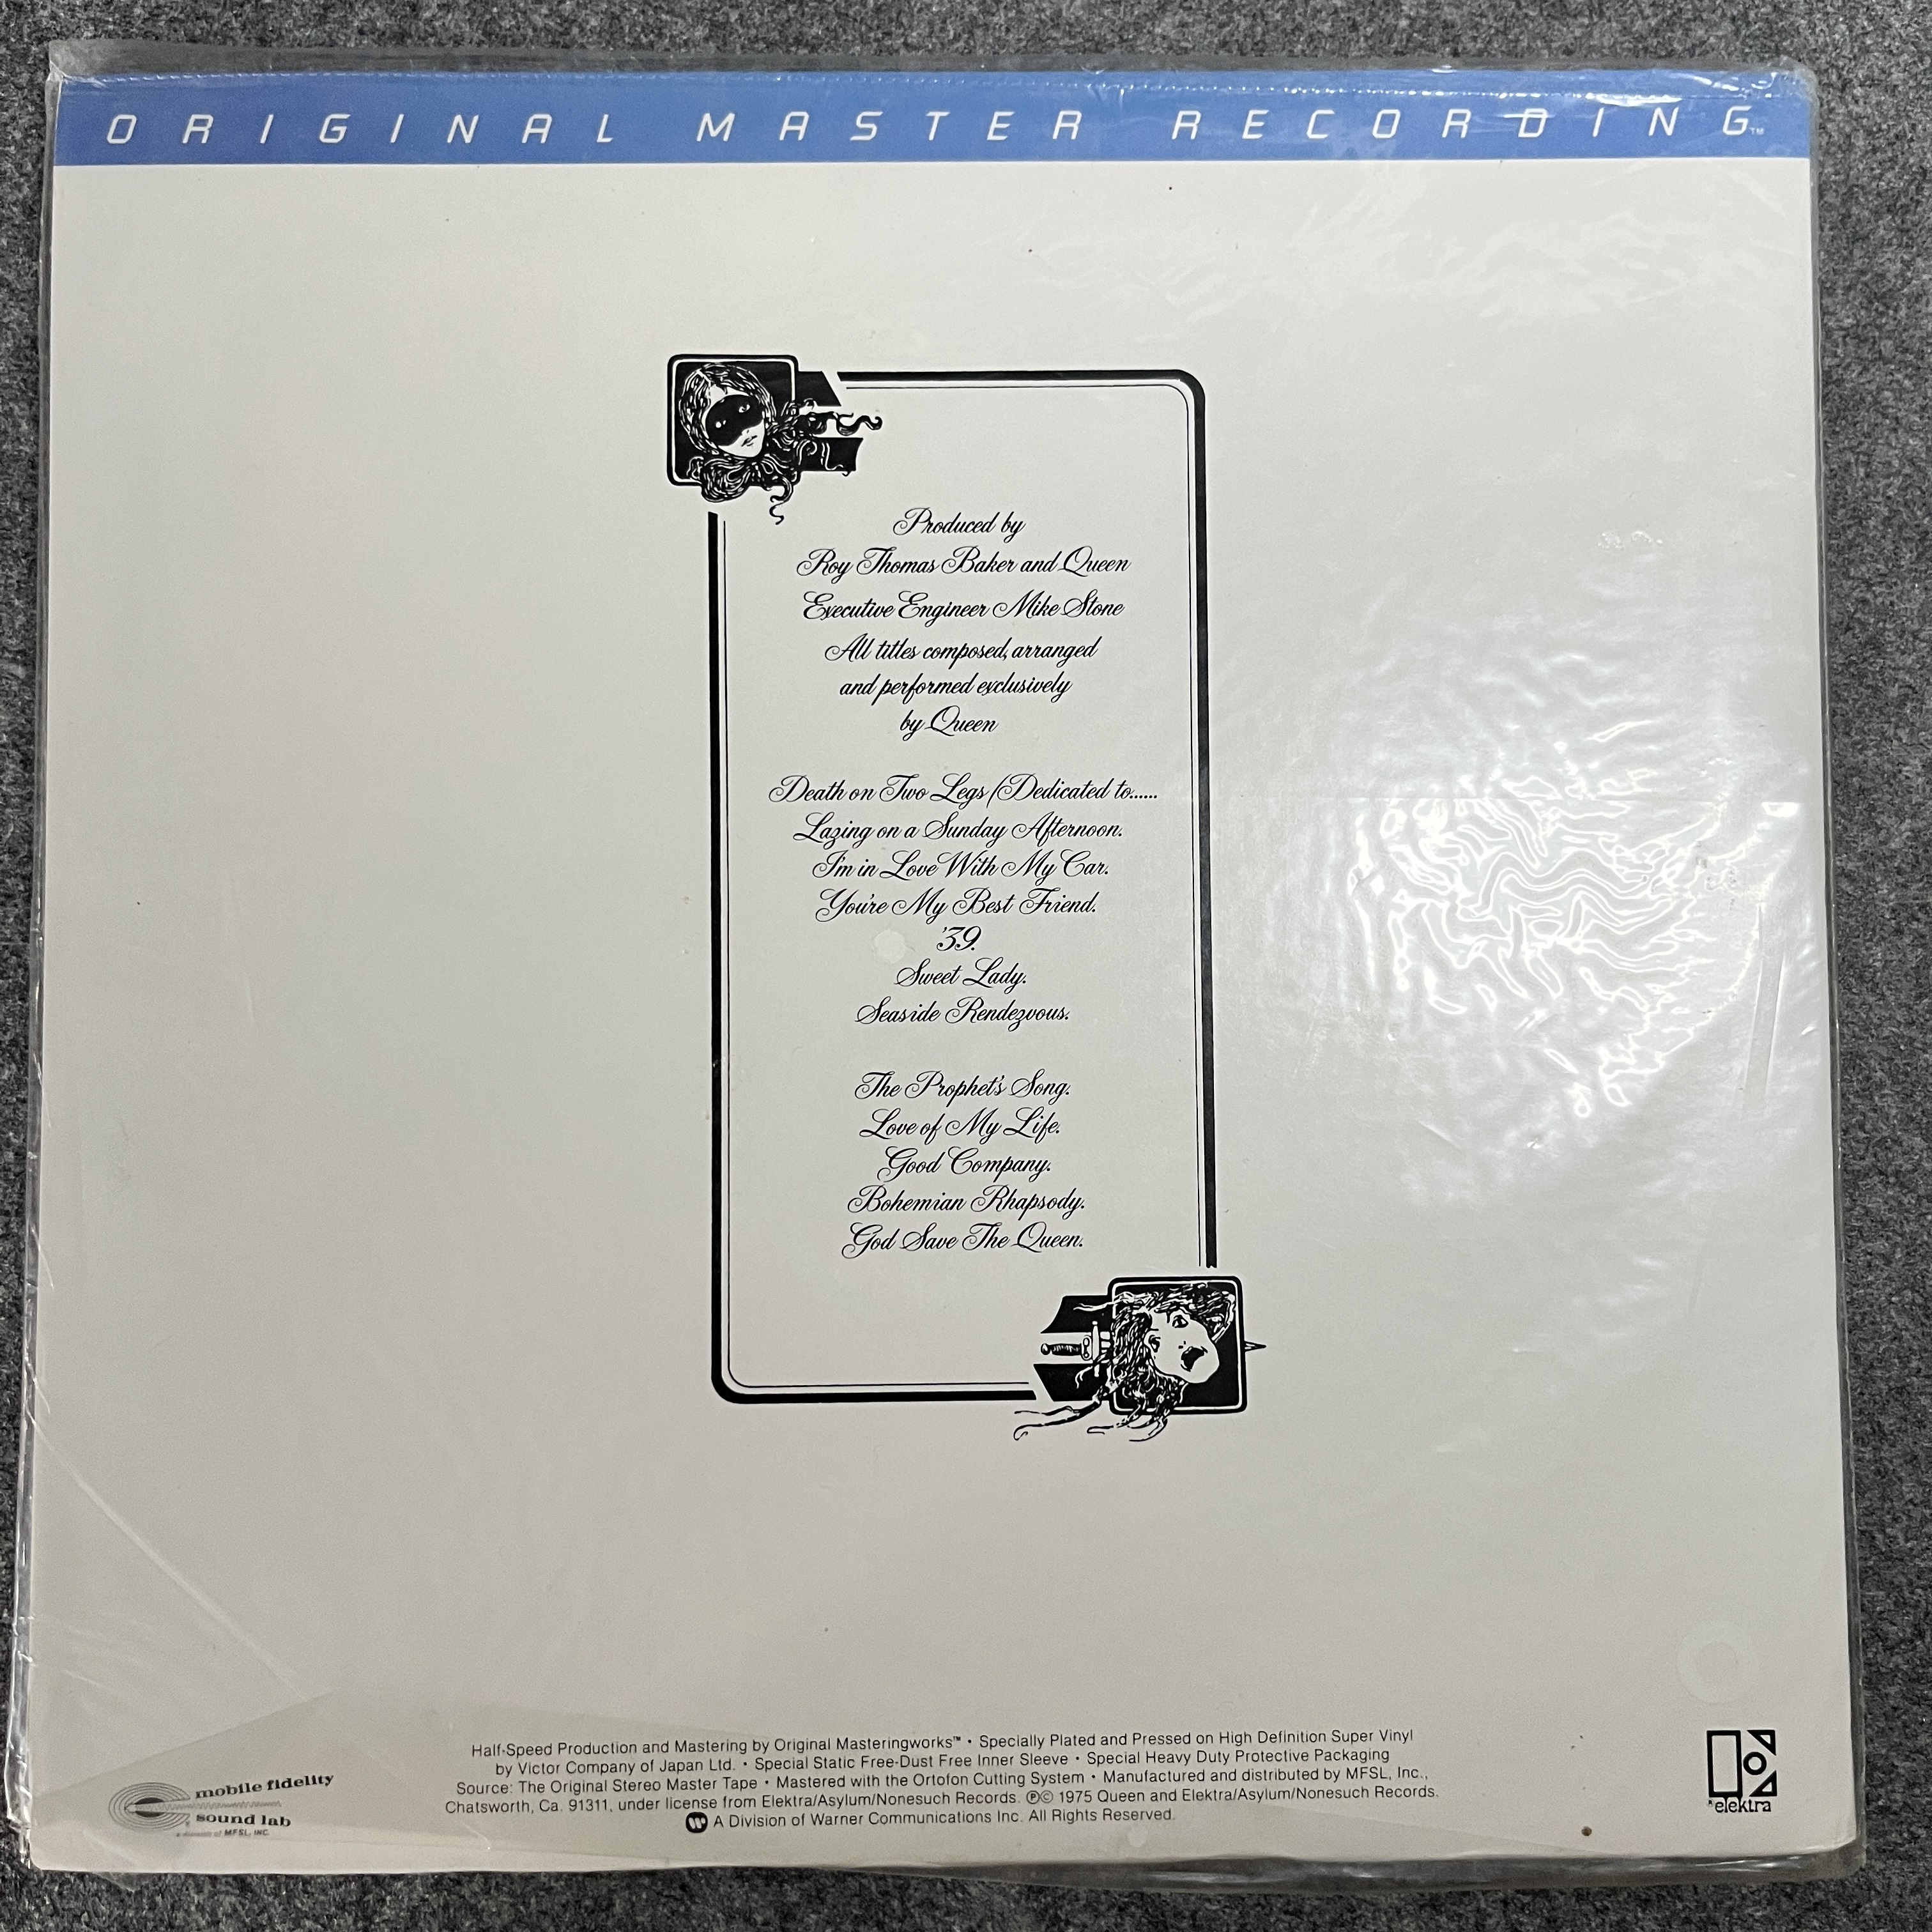 ORIGINAL MASTER RECORDING™
Produced by
Roy Thomas Baker and Queen
Executive Engineer Mike Stone
All titles composed, arranged
and performed exclusively
by Queen
Death on Two Legs (Dedicated to......
Lazing on a Sunday Afternoon.
I'm in Love With My Car.
You're My Best Friend.
'39.
Sweet Lady.
Seaside Rendezvous.
The Prophet's Song.
Love of My Life.
Good Company.
Bohemian Rhapsody.
God Save The Queen.
Half-Speed Production and Mastering by Original Masteringworks™ • Specially Plated and Pressed on High Definition Super Vinyl
by Victor Company of Japan Ltd. • Special Static Free-Dust Free Inner Sleeve • Special Heavy Duty Protective Packaging
Source: The Original Stereo Master Tape • Mastered with the Ortofon Cutting System • Manufactured and distributed by MFSL, Inc.,
Chatsworth, Ca. 91311, under license from Elektra/Asylum/Nonesuch Records. ℗© 1975 Queen and Elektra/Asylum/Nonesuch Records.
A Division of Warner Communications Inc. All Rights Reserved.
mobile fidelity
sound lab
a division of MFSL, INC.
elektra